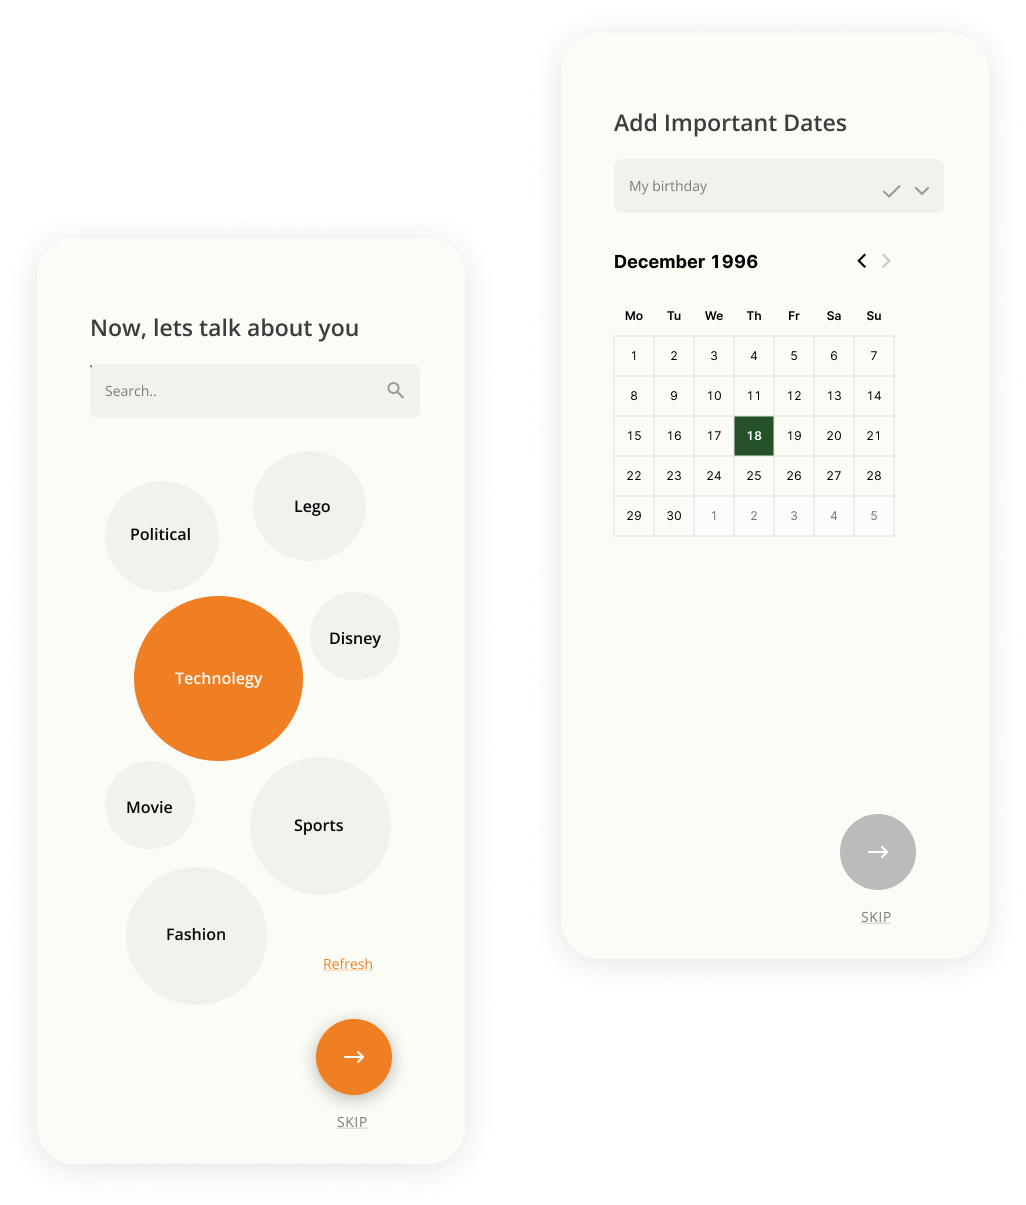 Now, lets talk about you
Search..
Political
Lego
Disney
Technolegy
Movie
Sports
Fashion
Refresh
SKIP
Add Important Dates
My birthday
December 1996
Mo Tu We Th Fr Sa Su
1 2 3 4 5 6 7
8 9 10 11 12 13 14
15 16 17 18 19 20 21
22 23 24 25 26 27 28
29 30 1 2 3 4 5
SKIP